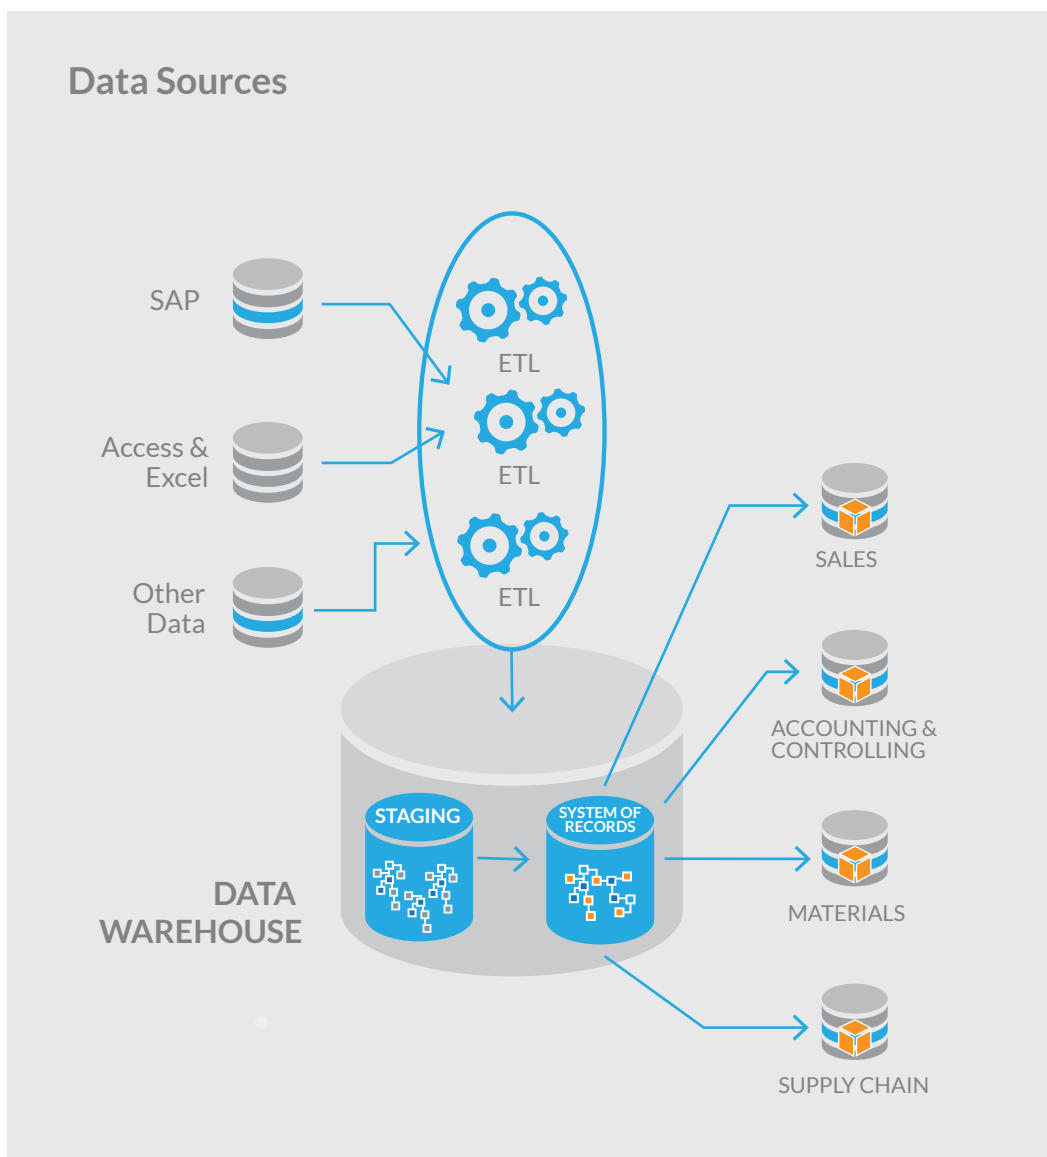 Data Sources
SAP
ETL
Access &
Excel
ETL
Other
Data
ETL
SALES
ACCOUNTING &
CONTROLLING
STAGING
SYSTEM OF
RECORDS
DATA
WAREHOUSE
MATERIALS
SUPPLY CHAIN